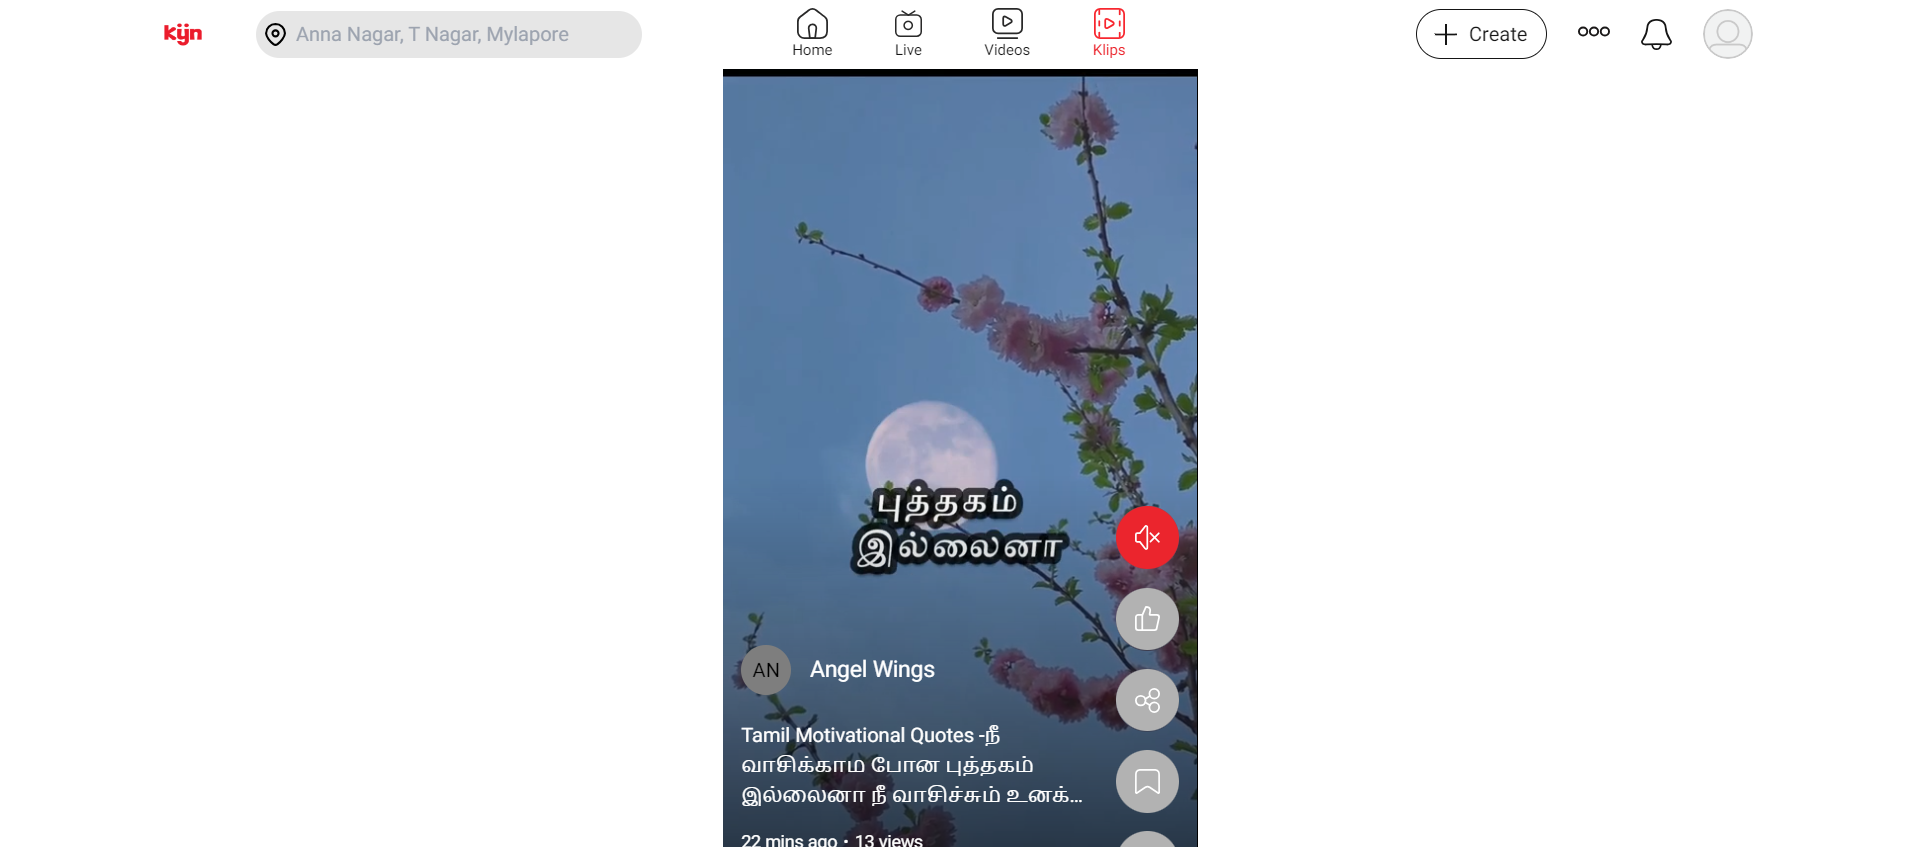 kyn
Anna Nagar, T Nagar, Mylapore
Home
Live
Videos
Klips
Create
புத்தகம்
இல்லைனா
AN
Angel Wings
Tamil Motivational Quotes -நீ
வாசிக்காம போன புத்தகம்
இல்லைனா நீ வாசிச்சும் உனக்...
22 mins ago • 13 views